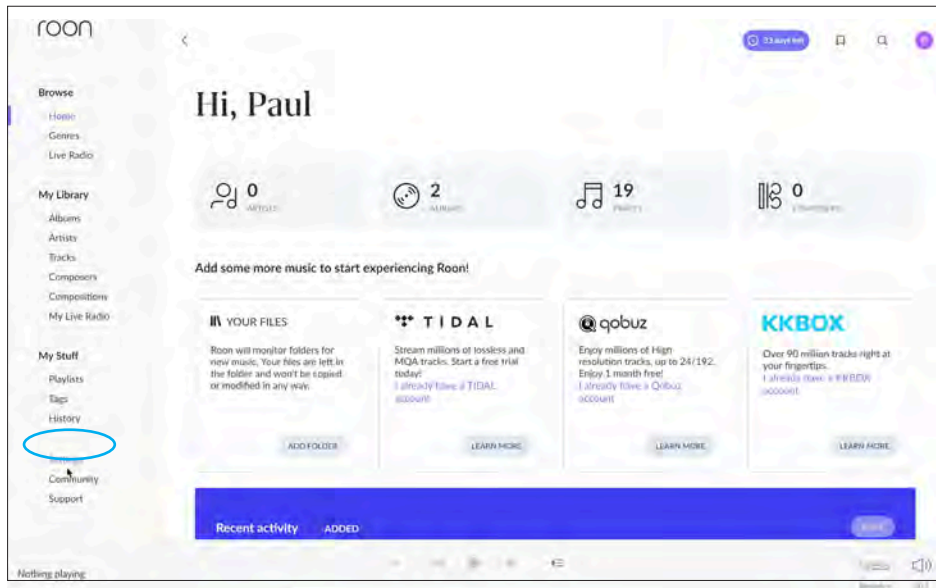 roon
Browse
Home
Genres
Live Radio
My Library
Albums
Artists
Tracks
Composers
Compositions
My Live Radio
My Stuff
Playlists
Tags
History
Community
Support
Nothing playing
Hi, Paul
0
2
19
0
Add some more music to start experiencing Roon!
YOUR FILES
Roon will monitor folders for
new music. Your files are left in
the folder and won't be copied
or modified in any way.
ADD FOLDER
TIDAL
Stream millions of lossless and
MQA tracks. Start a free trial
today!
I already have a TIDAL
account
LEARN MORE
qobuz
Enjoy millions of High
resolution tracks, up to 24/192.
Enjoy 1 month free!
I already have a Qobuz
account
LEARN MORE
KKBOX
Over 90 million tracks right at
your fingertips.
I already have a KKBOX
account
LEARN MORE
Recent activity ADDED